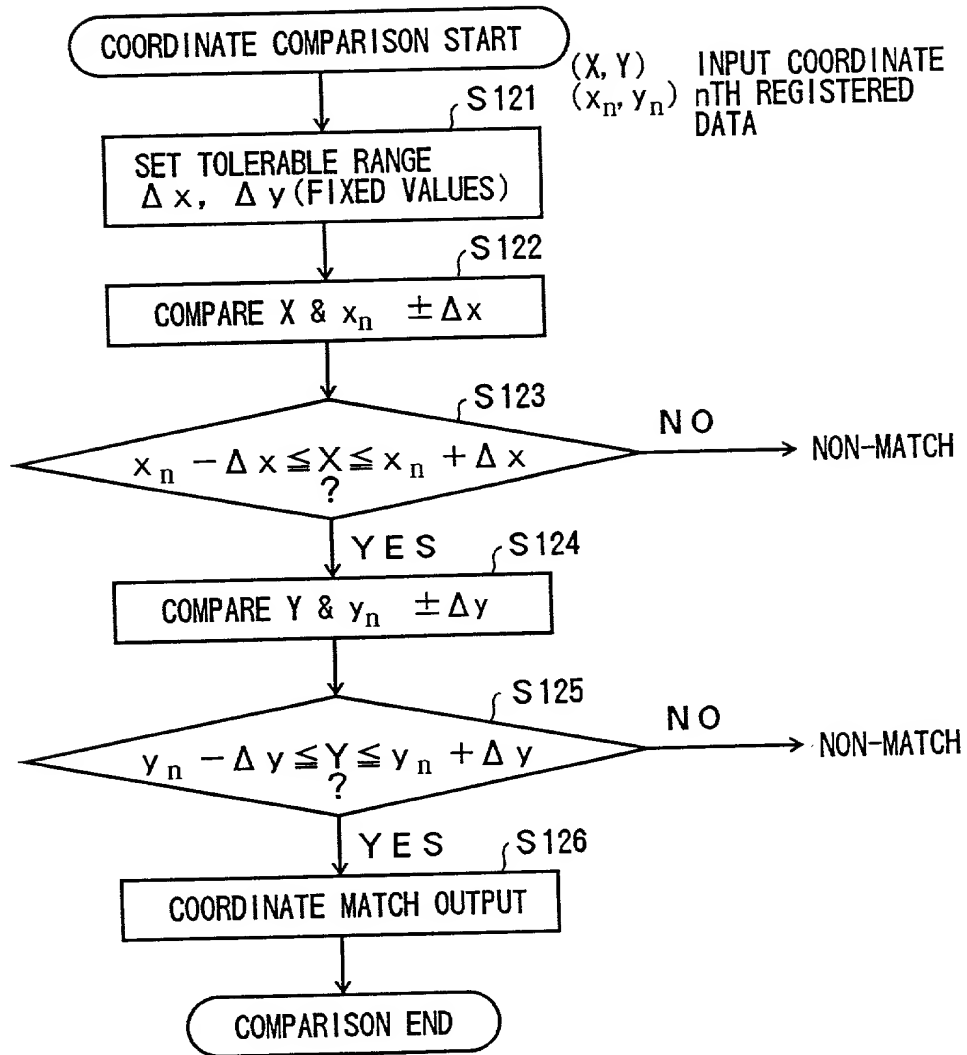 COORDINATE COMPARISON START
(X, Y) INPUT COORDINATE
(xn, yn) nTH REGISTERED
DATA
S121
SET TOLERABLE RANGE
Δx, Δy(FIXED VALUES)
S122
COMPARE X & xn ±Δx
S123
xn − Δx ≦ X ≦ xn + Δx
?
NO
NON-MATCH
YES
S124
COMPARE Y & yn ±Δy
S125
yn − Δy ≦ Y ≦ yn + Δy
?
NO
NON-MATCH
YES
S126
COORDINATE MATCH OUTPUT
COMPARISON END